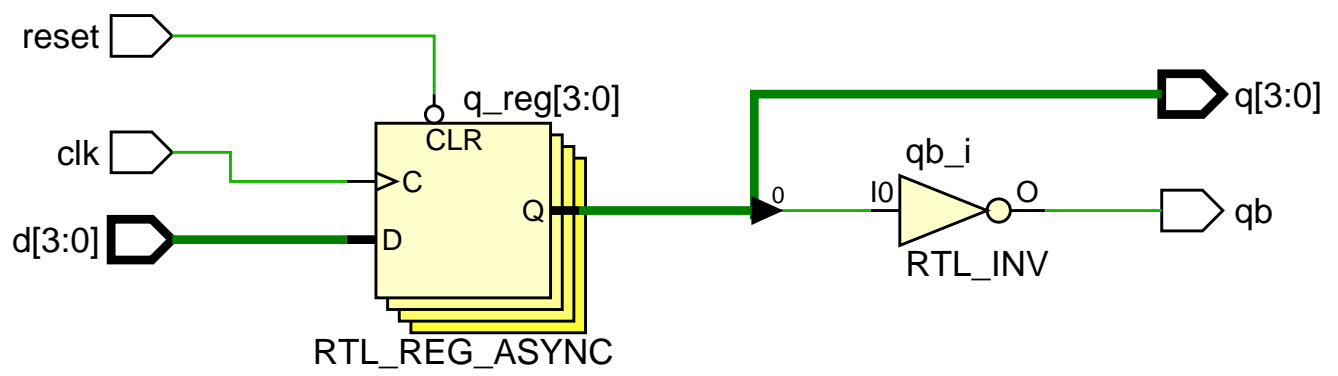 reset
q_reg[3:0]
CLR
q[3:0]
clk
C
qb_i
0
I0
O
Q
qb
d[3:0]
D
RTL_INV
RTL_REG_ASYNC